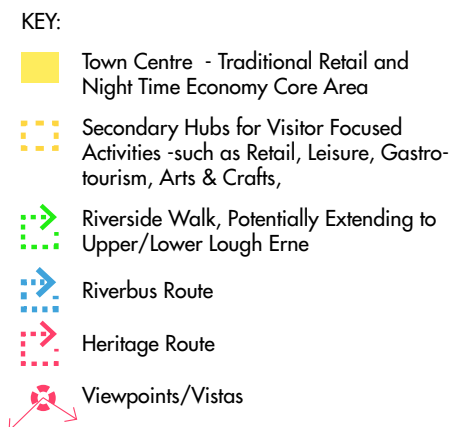 KEY:
Town Centre - Traditional Retail and
Night Time Economy Core Area
Secondary Hubs for Visitor Focused
Activities -such as Retail, Leisure, Gastro-
tourism, Arts & Crafts,
Riverside Walk, Potentially Extending to
Upper/Lower Lough Erne
Riverbus Route
Heritage Route
Viewpoints/Vistas